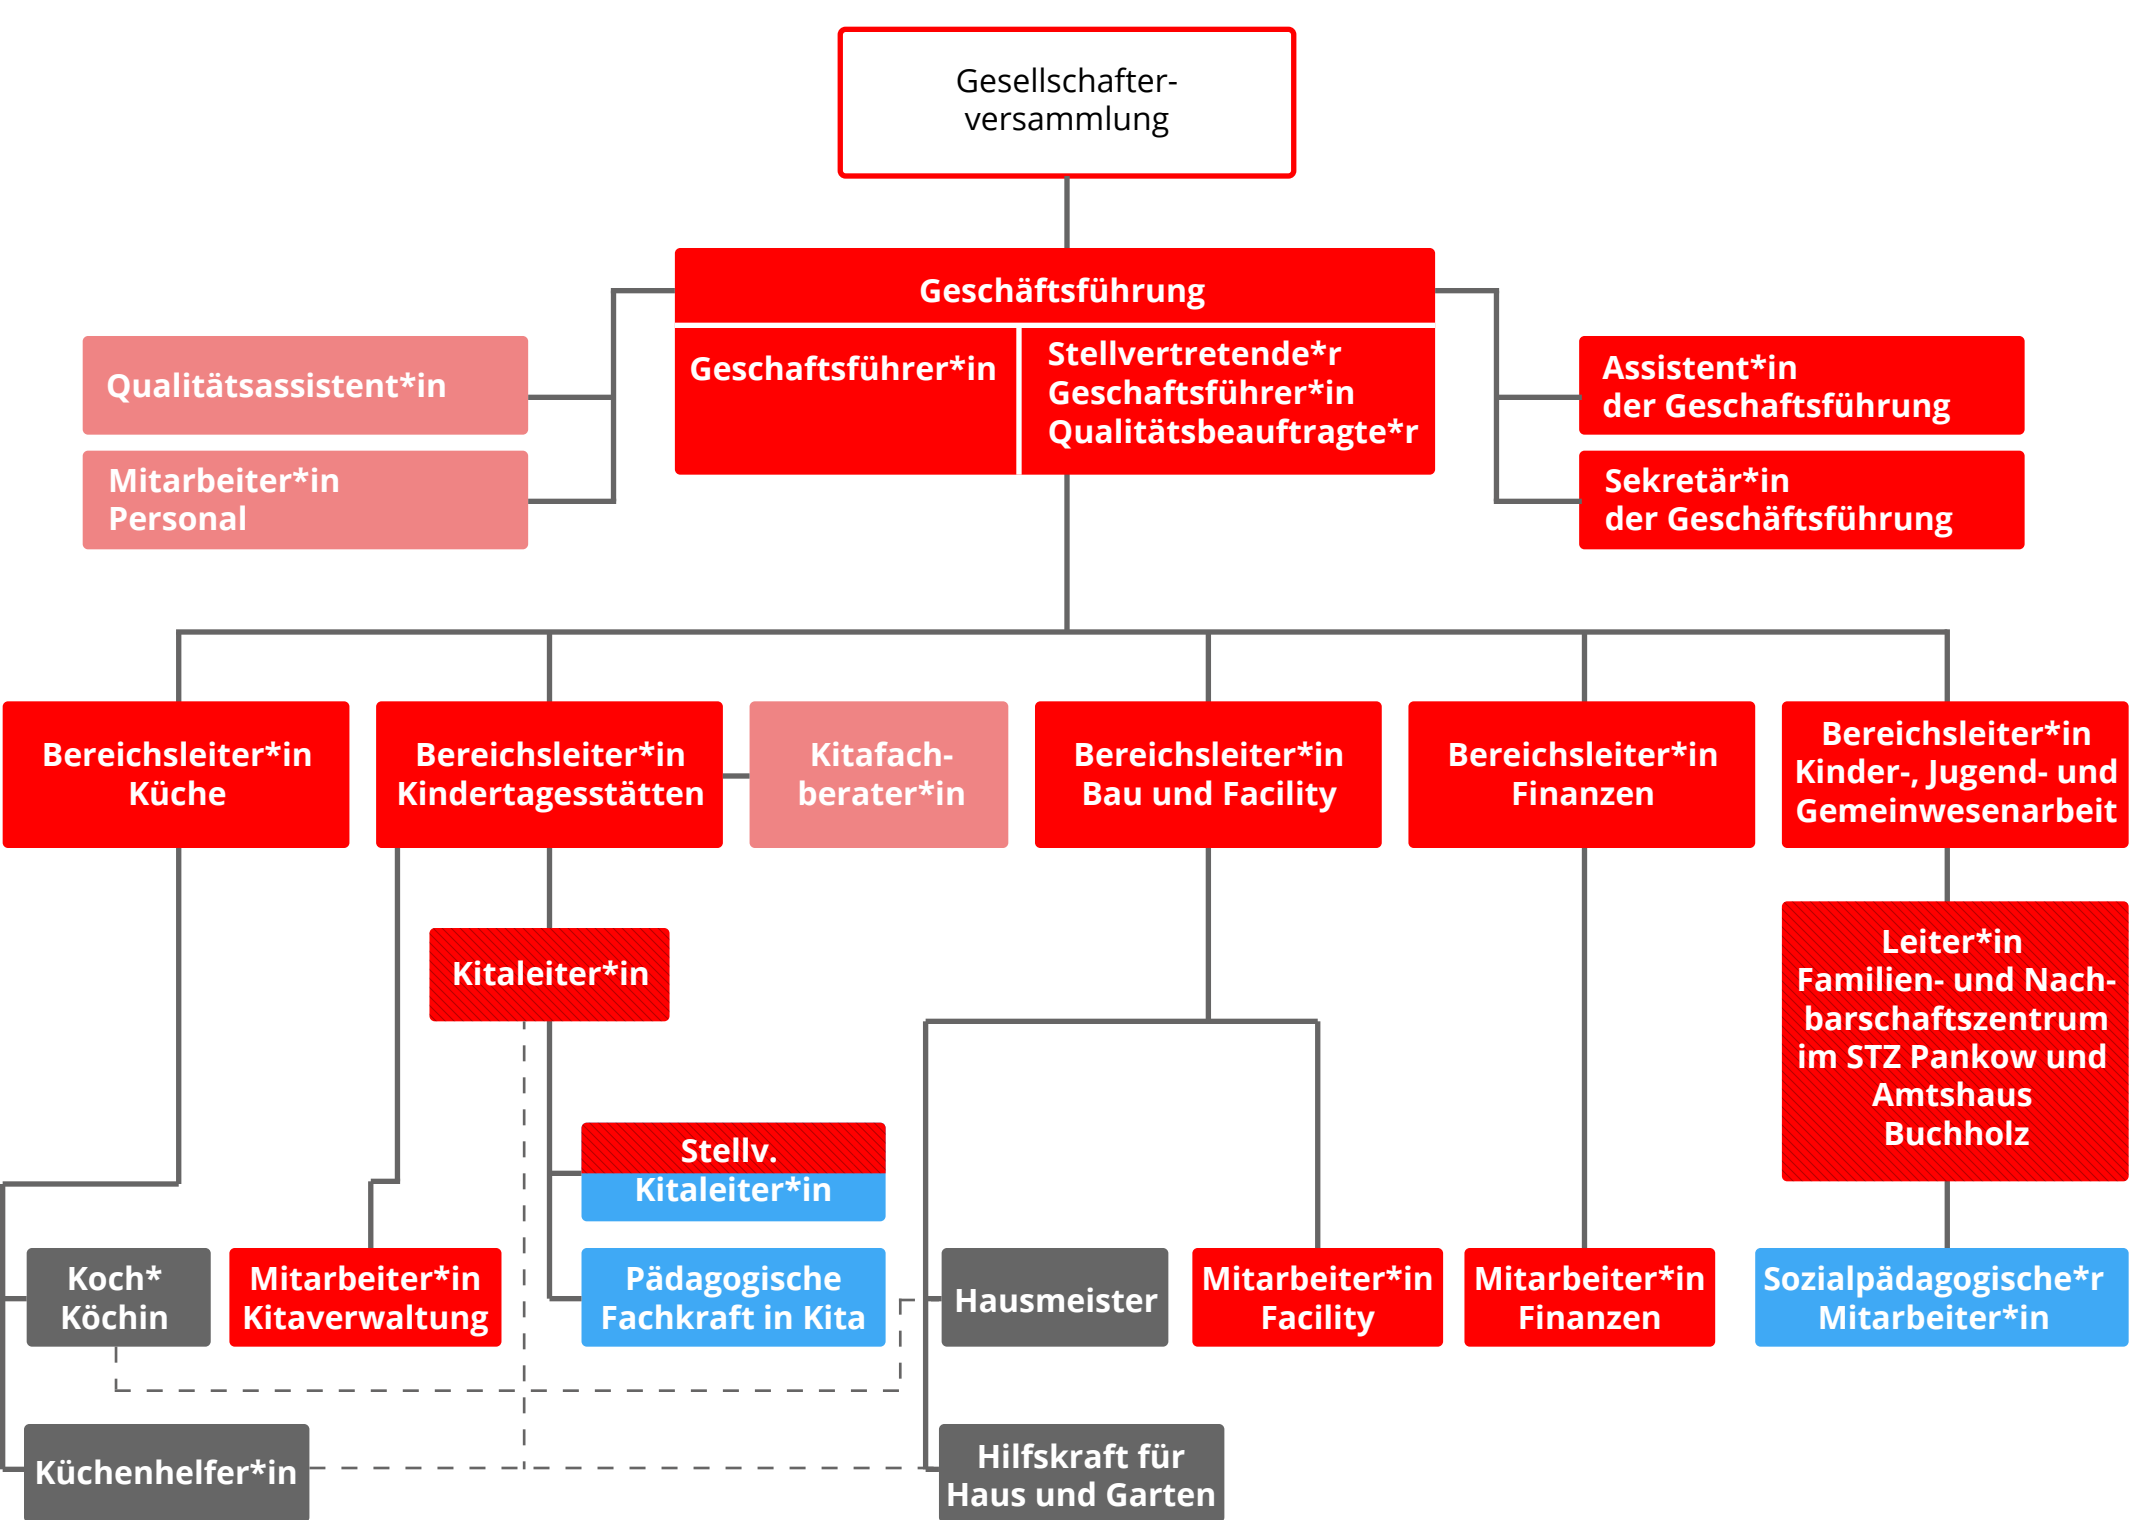 Gesellschafter-
versammlung
Geschäftsführung
Geschaftsführer*in
Stellvertretende*r
Geschaftsführer*in
Qualitätsbeauftragte*r
Qualitätsassistent*in
Mitarbeiter*in
Personal
Assistent*in
der Geschaftsführung
Sekretär*in
der Geschäftsführung
Bereichsleiter*in
Küche
Bereichsleiter*in
Kindertagesstätten
Kitafach-
berater*in
Bereichsleiter*in
Bau und Facility
Bereichsleiter*in
Finanzen
Bereichsleiter*in
Kinder-, Jugend- und
Gemeinwesenarbeit
Kitaleiter*in
Leiter*in
Familien- und Nach-
barschaftszentrum
im STZ Pankow und
Amtshaus
Buchholz
Stellv.
Kitaleiter*in
Koch*
Köchin
Mitarbeiter*in
Kitaverwaltung
Pädagogische
Fachkraft in Kita
Hausmeister
Mitarbeiter*in
Facility
Mitarbeiter*in
Finanzen
Sozialpädagogische*r
Mitarbeiter*in
Küchenhelfer*in
Hilfskraft für
Haus und Garten